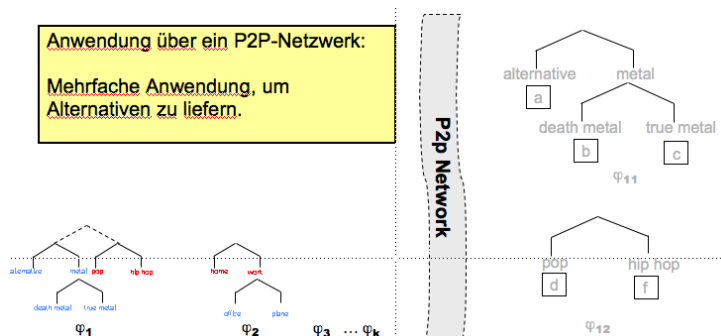 Anwendung über ein P2P-Netzwerk:
Mehrfache Anwendung, um
Alternativen zu liefern.
P2p Network
alternative metal
a
death metal true metal
b c
φ11
pop hip hop
d f
φ12
alternative metal pop hip hop
death metal true metal
φ1
home work
office plane
φ2 φ3 ... φk